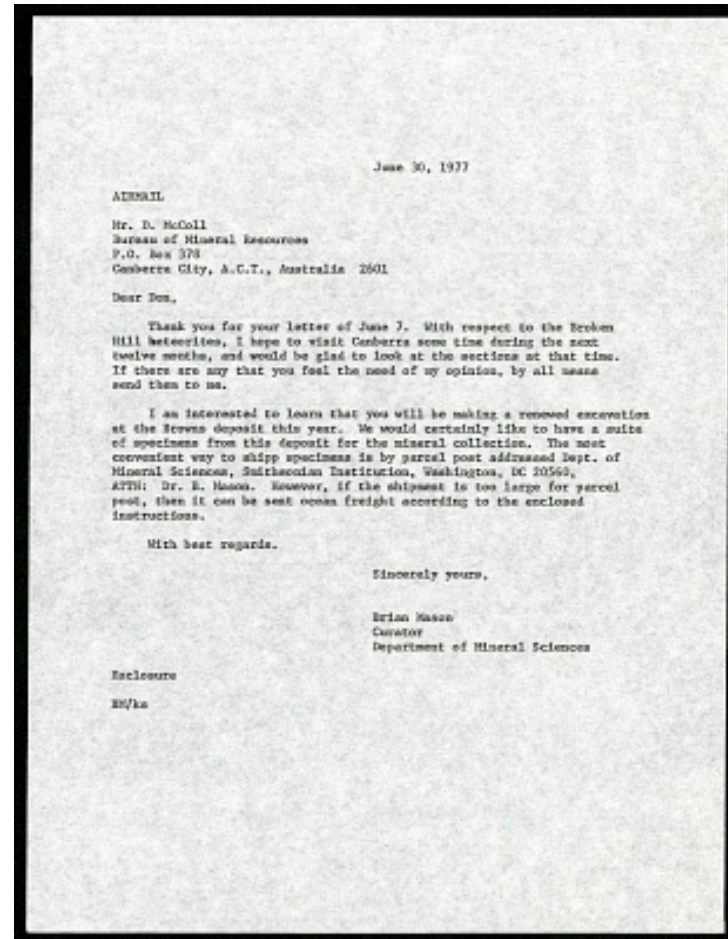 June 30, 1977
AIRMAIL
Mr. D. McColl
Bureau of Mineral Resources
P.O. Box 378
Canberra City, A.C.T., Australia 2601
Dear Don,
Thank you for your letter of June 7. With respect to the Broken
Hill meteorites, I hope to visit Canberra some time during the next
twelve months, and would be glad to look at the sections at that time.
If there are any that you feel the need of my opinion, by all means
send them to me.
I am interested to learn that you will be making a renewed excavation
at the Browns deposit this year. We would certainly like to have a suite
of specimens from this deposit for the mineral collection. The most
convenient way to shipp specimens is by parcel post addressed Dept. of
Mineral Sciences, Smithsonian Institution, Washington, DC 20560,
ATTN: Dr. B. Mason. However, if the shipment is too large for parcel
post, then it can be sent ocean freight according to the enclosed
instructions.
With best regards.
Sincerely yours,
Brian Mason
Curator
Department of Mineral Sciences
Enclosure
BM/ks